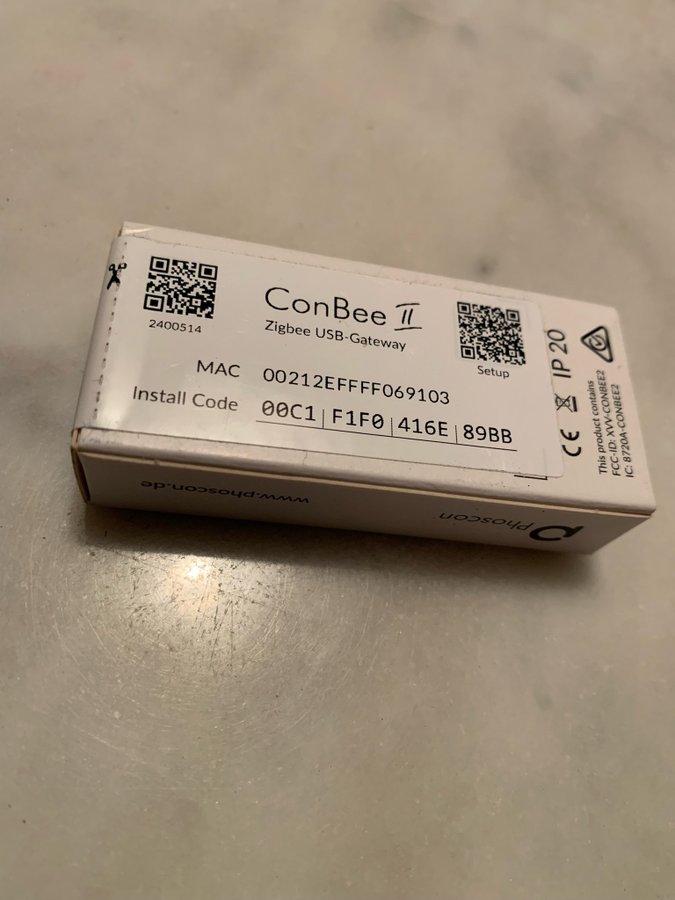 2400514
ConBee II
Zigbee USB-Gateway
Setup
MAC 00212EFFFF069103
Install Code 00C1 | F1F0 | 416E | 89BB
IP 20
CE
This product contains
FCC-ID: XVV-CONBEE2
IC: 8720A-CONBEE2
www.phoscon.de
phoscon